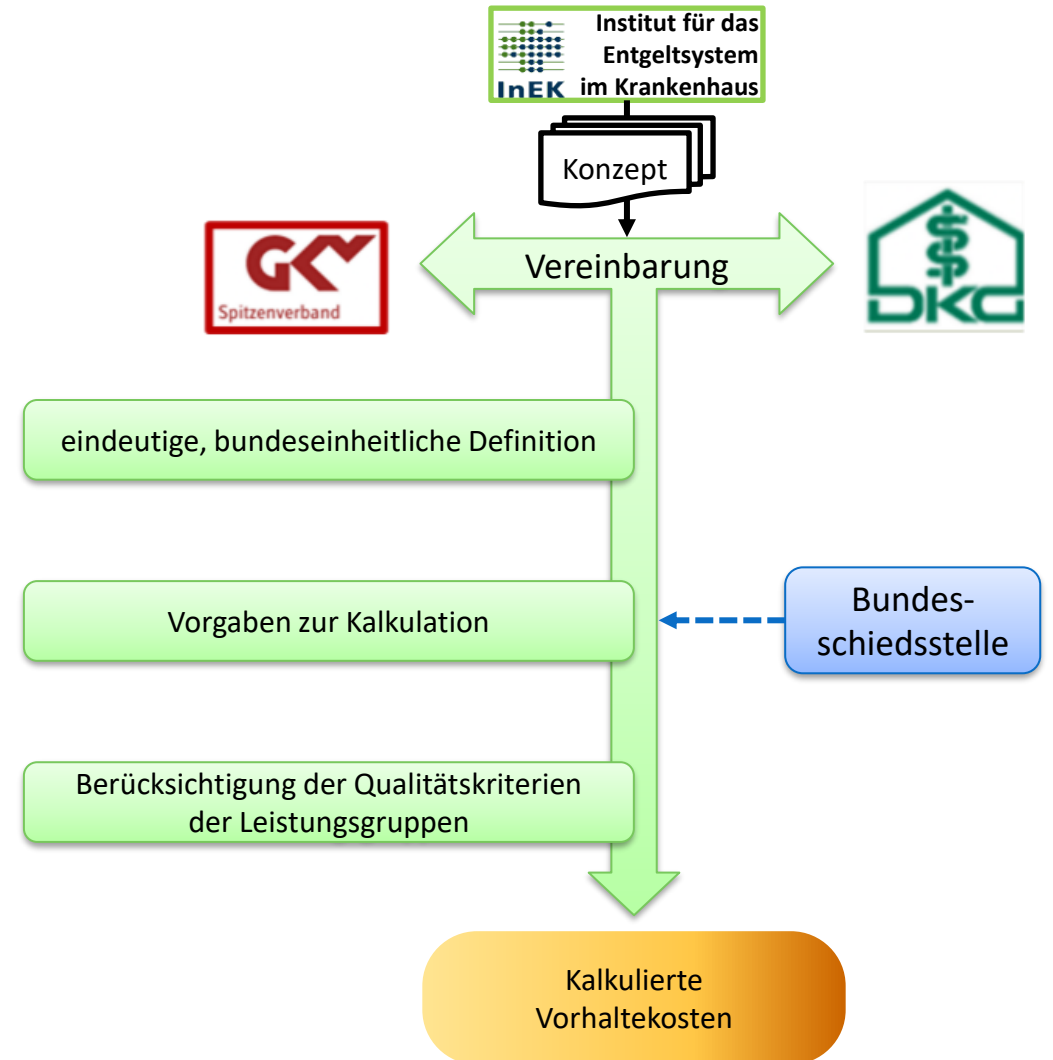 Institut für das
Entgeltsystem
InEK im Krankenhaus
Konzept
GKV
Spitzenverband
Vereinbarung
DKG
eindeutige, bundeseinheitliche Definition
Vorgaben zur Kalkulation
Bundes-
schiedsstelle
Berücksichtigung der Qualitätskriterien
der Leistungsgruppen
Kalkulierte
Vorhaltekosten